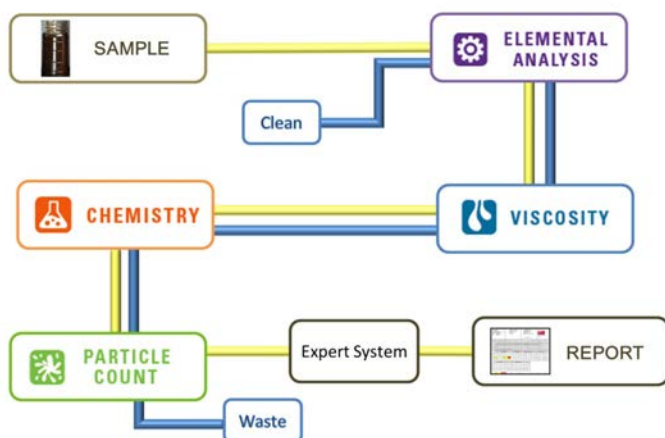 SAMPLE
ELEMENTAL
ANALYSIS
Clean
CHEMISTRY
VISCOSITY
PARTICLE
COUNT
Expert System
REPORT
Waste